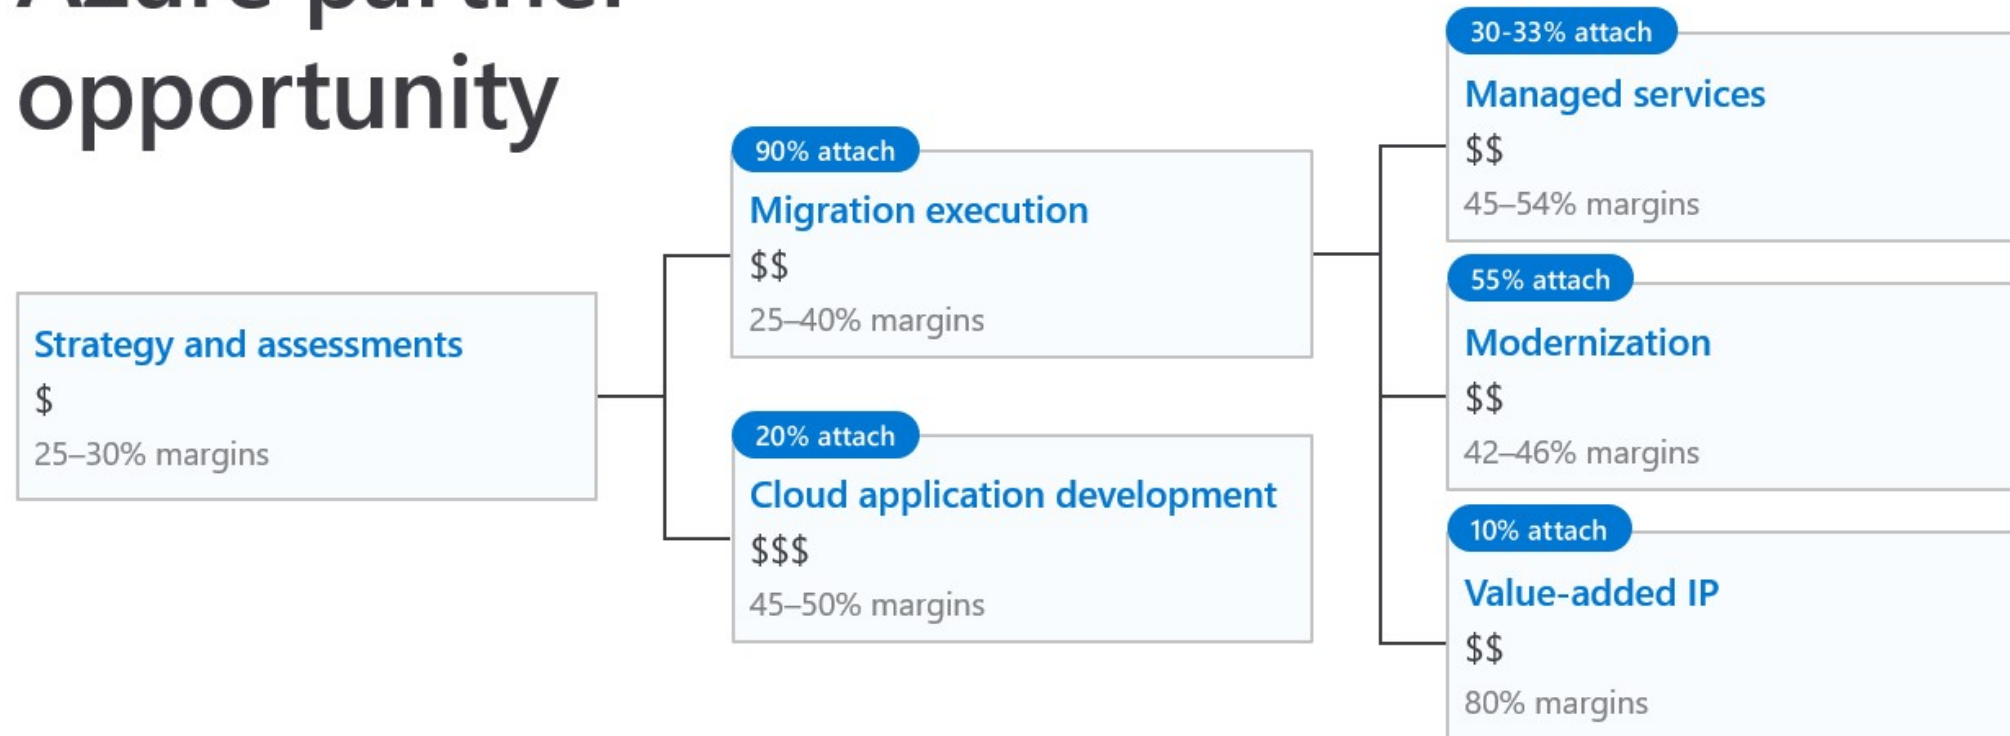 Azure partner
opportunity
Strategy and assessments
$
25–30% margins
90% attach
Migration execution
$$
25–40% margins
20% attach
Cloud application development
$$$
45–50% margins
30-33% attach
Managed services
$$
45–54% margins
55% attach
Modernization
$$
42–46% margins
10% attach
Value-added IP
$$
80% margins